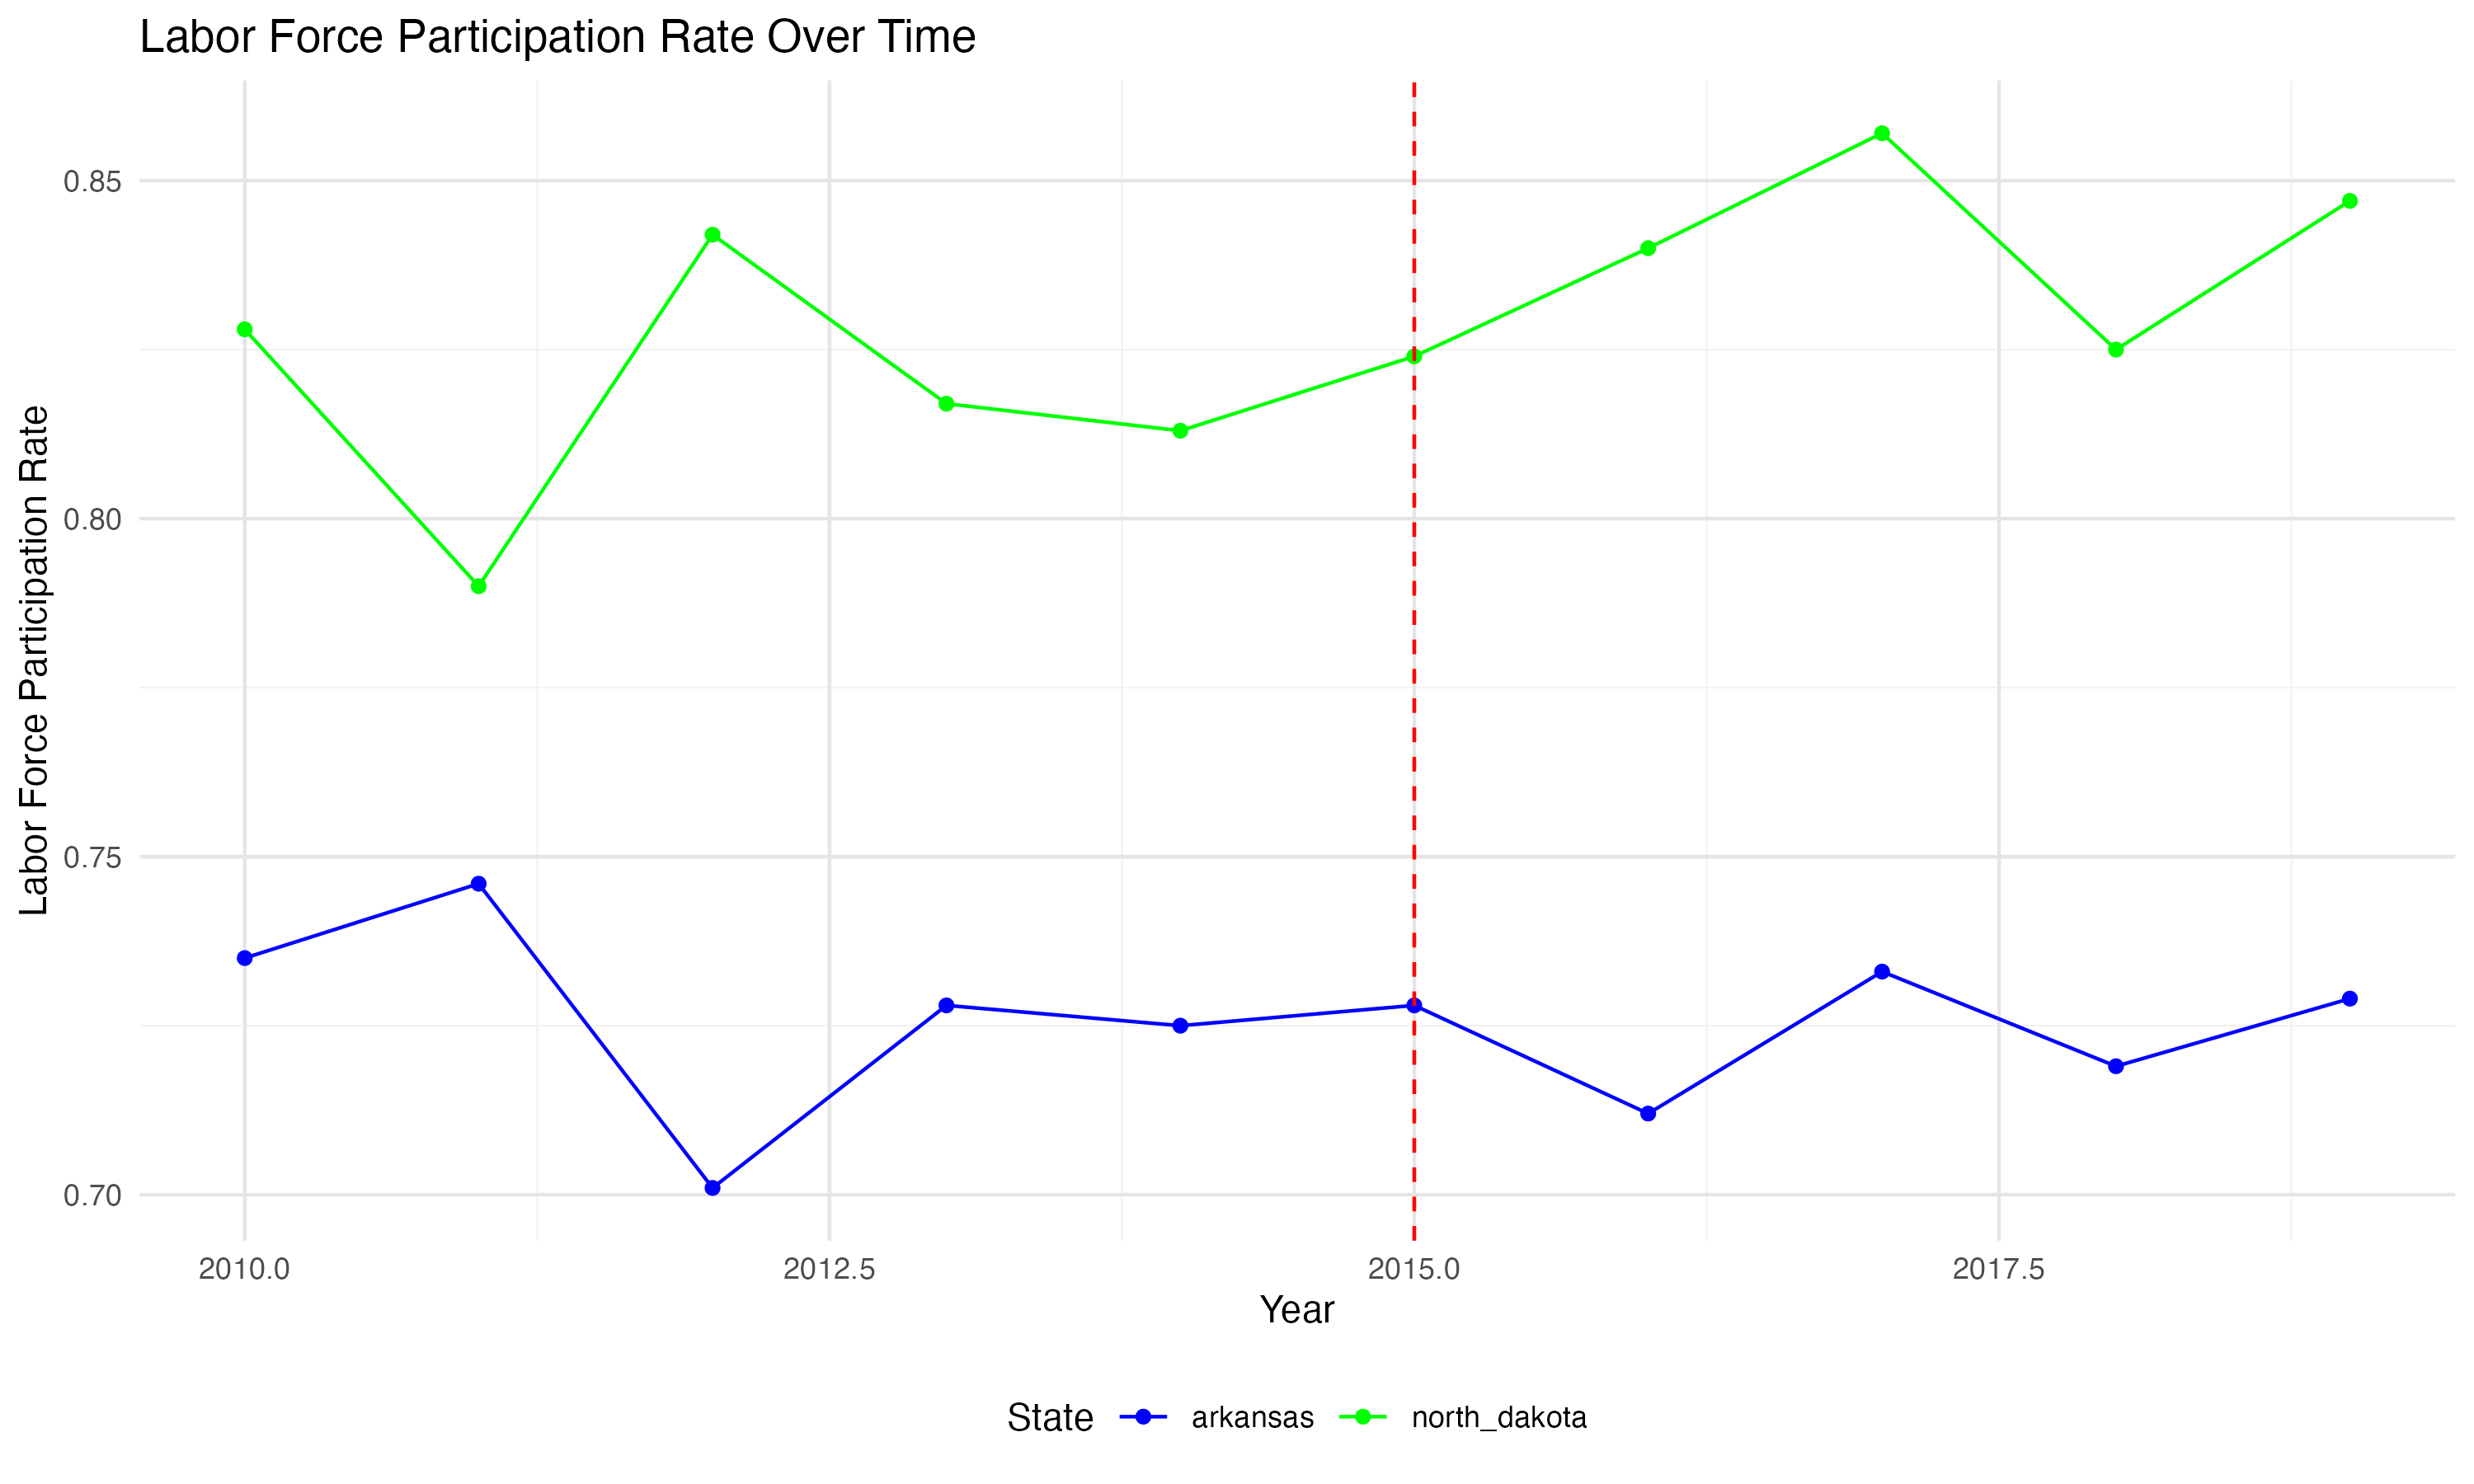 Labor Force Participation Rate Over Time
Labor Force Participation Rate
0.85
0.80
0.75
0.70
2010.0 2012.5 2015.0 2017.5
Year
State arkansas north_dakota